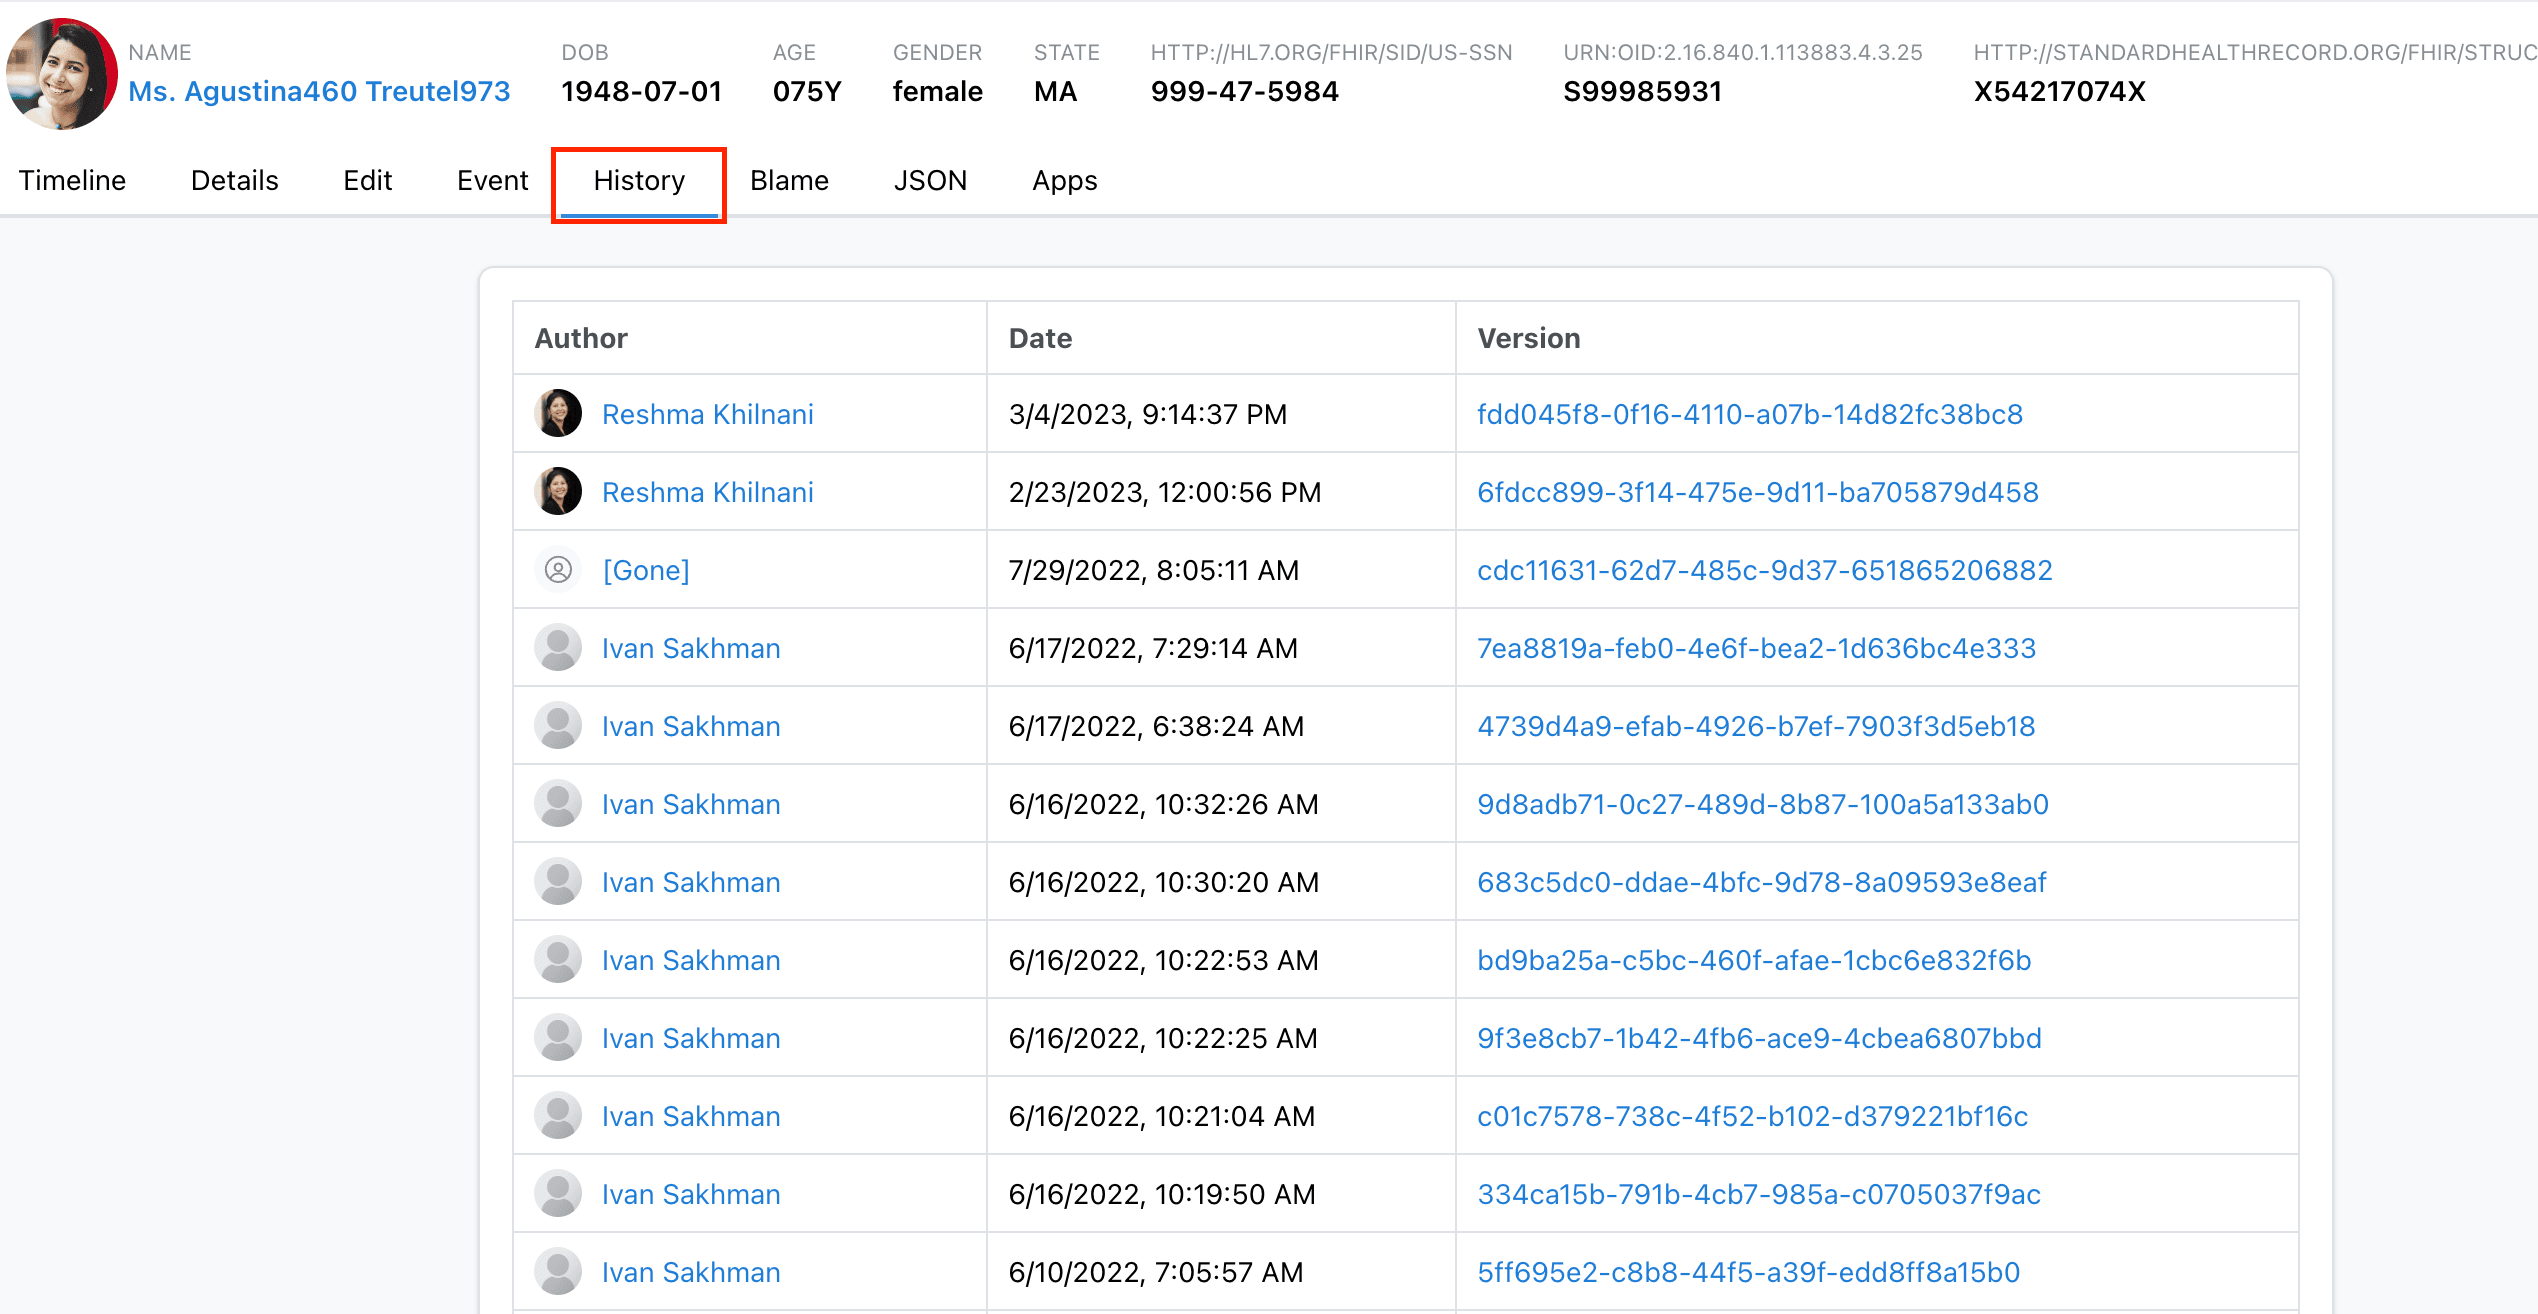 NAME DOB AGE GENDER STATE HTTP://HL7.ORG/FHIR/SID/US-SSN URN:OID:2.16.840.1.113883.4.3.25 HTTP://STANDARDHEALTHRECORD.ORG/FHIR/STRUC
Ms. Agustina460 Treutel973 1948-07-01 075Y female MA 999-47-5984 S99985931 X54217074X
Timeline Details Edit Event History Blame JSON Apps
Author Date Version
Reshma Khilnani 3/4/2023, 9:14:37 PM fdd045f8-0f16-4110-a07b-14d82fc38bc8
Reshma Khilnani 2/23/2023, 12:00:56 PM 6fdcc899-3f14-475e-9d11-ba705879d458
[Gone] 7/29/2022, 8:05:11 AM cdc11631-62d7-485c-9d37-651865206882
Ivan Sakhman 6/17/2022, 7:29:14 AM 7ea8819a-feb0-4e6f-bea2-1d636bc4e333
Ivan Sakhman 6/17/2022, 6:38:24 AM 4739d4a9-efab-4926-b7ef-7903f3d5eb18
Ivan Sakhman 6/16/2022, 10:32:26 AM 9d8adb71-0c27-489d-8b87-100a5a133ab0
Ivan Sakhman 6/16/2022, 10:30:20 AM 683c5dc0-ddae-4bfc-9d78-8a09593e8eaf
Ivan Sakhman 6/16/2022, 10:22:53 AM bd9ba25a-c5bc-460f-afae-1cbc6e832f6b
Ivan Sakhman 6/16/2022, 10:22:25 AM 9f3e8cb7-1b42-4fb6-ace9-4cbea6807bbd
Ivan Sakhman 6/16/2022, 10:21:04 AM c01c7578-738c-4f52-b102-d379221bf16c
Ivan Sakhman 6/16/2022, 10:19:50 AM 334ca15b-791b-4cb7-985a-c0705037f9ac
Ivan Sakhman 6/10/2022, 7:05:57 AM 5ff695e2-c8b8-44f5-a39f-edd8ff8a15b0